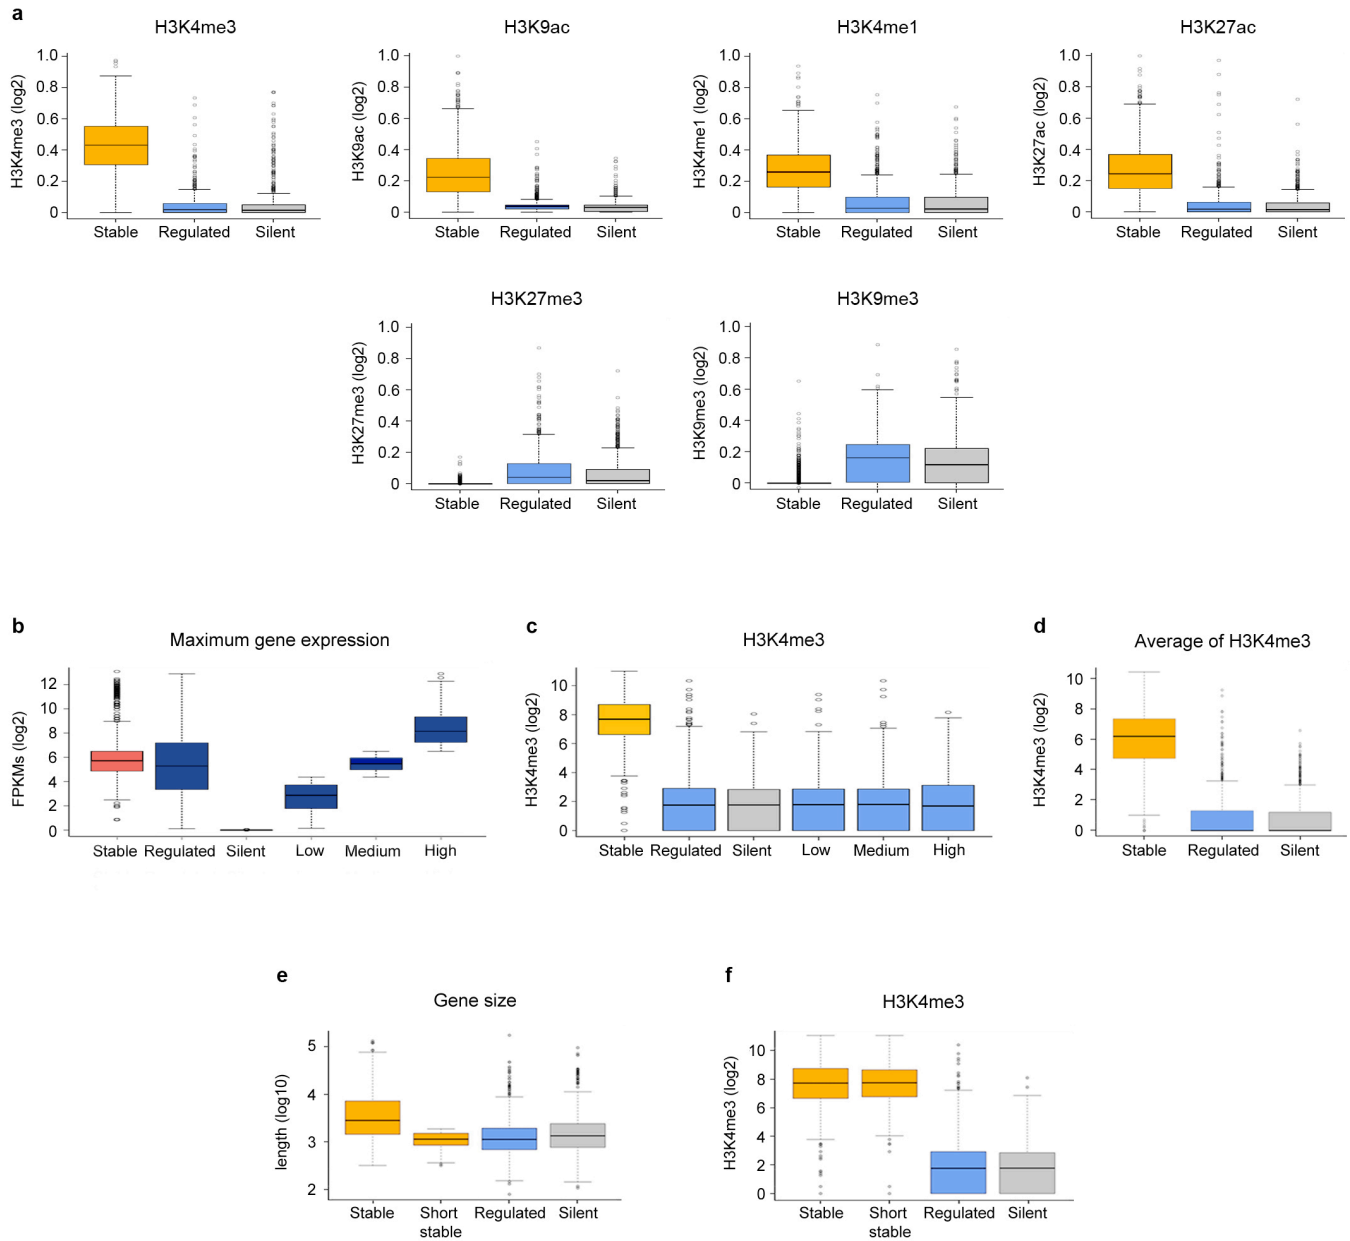 a
H3K4me3
H3K9ac
H3K4me1
H3K27ac
H3K4me3 (log2)
1.0
0.8
0.6
0.4
0.2
0
Stable Regulated Silent
H3K9ac (log2)
1.0
0.8
0.6
0.4
0.2
0
Stable Regulated Silent
H3K4me1 (log2)
1.0
0.8
0.6
0.4
0.2
0
Stable Regulated Silent
H3K27ac (log2)
1.0
0.8
0.6
0.4
0.2
0
Stable Regulated Silent
H3K27me3
H3K27me3 (log2)
1.0
0.8
0.6
0.4
0.2
0
Stable Regulated Silent
H3K9me3
H3K9me3 (log2)
1.0
0.8
0.6
0.4
0.2
0
Stable Regulated Silent
b
Maximum gene expression
FPKMs (log2)
12
10
8
6
4
2
0
Stable Regulated Silent Low Medium High
c
H3K4me3
H3K4me3 (log2)
10
8
6
4
2
0
Stable Regulated Silent Low Medium High
d
Average of H3K4me3
H3K4me3 (log2)
10
8
6
4
2
0
Stable Regulated Silent
e
Gene size
length (log10)
5
4
3
2
Stable Short Regulated Silent
stable
f
H3K4me3
H3K4me3 (log2)
10
8
6
4
2
0
Stable Short Regulated Silent
stable